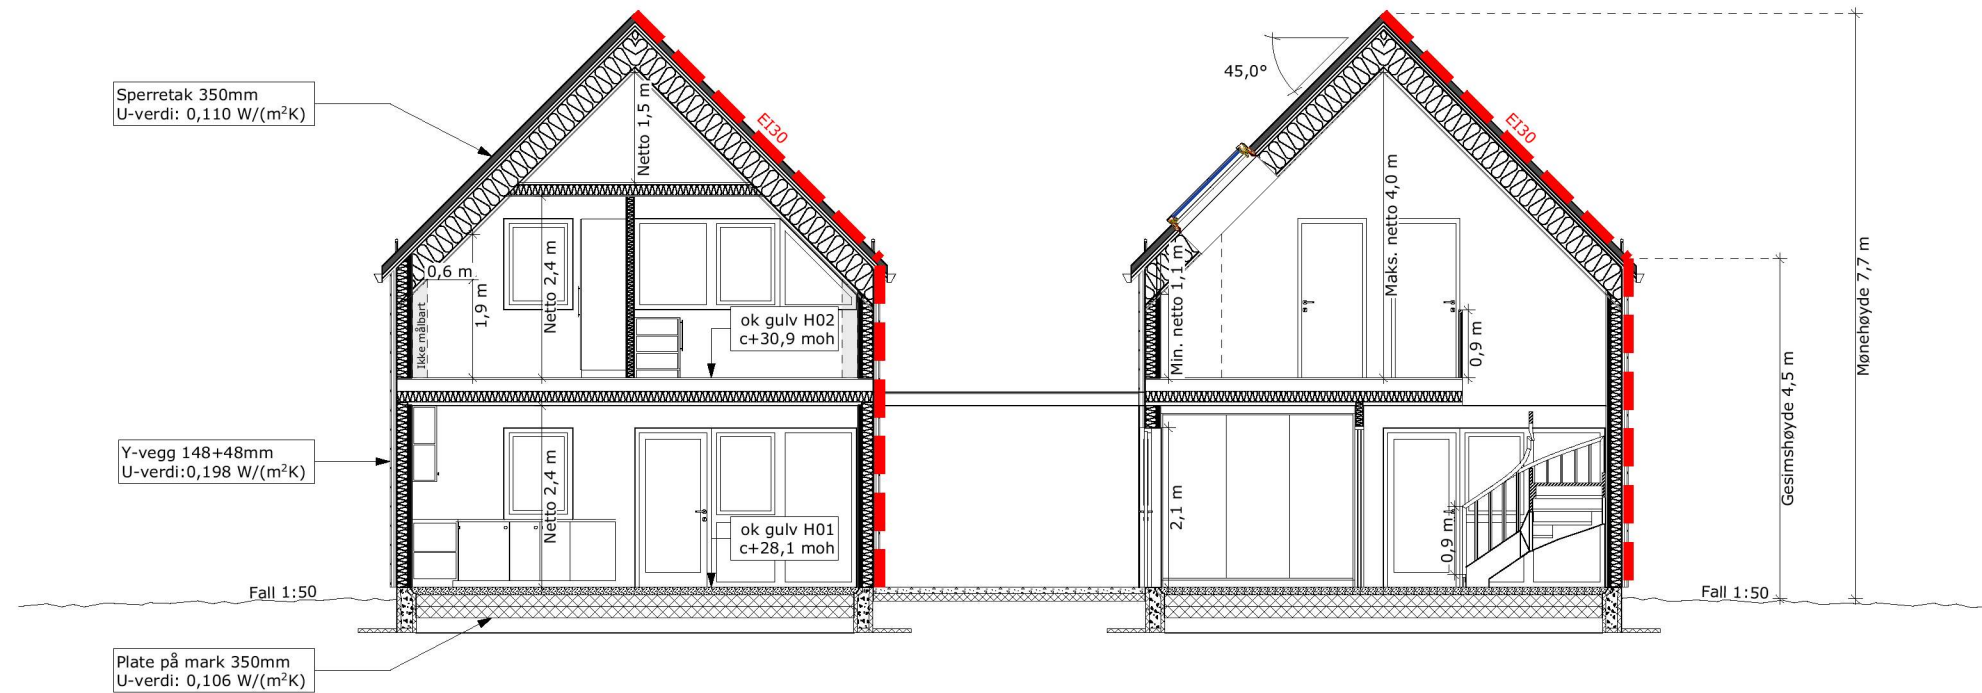 Sperretak 350mm
U-verdi: 0,110 W/(m²K)
EI30
Netto 1,5 m
0,6 m
1,9 m
Ikke målbart
Netto 2,4 m
ok gulv H02
c+30,9 moh
Y-vegg 148+48mm
U-verdi:0,198 W/(m²K)
Netto 2,4 m
ok gulv H01
c+28,1 moh
Fall 1:50
Plate på mark 350mm
U-verdi: 0,106 W/(m²K)
45,0°
EI30
Maks. netto 4,0 m
Min. netto 1,1 m
0,9 m
2,1 m
0,9 m
Gesimshøyde 4,5 m
Mønehøyde 7,7 m
Fall 1:50